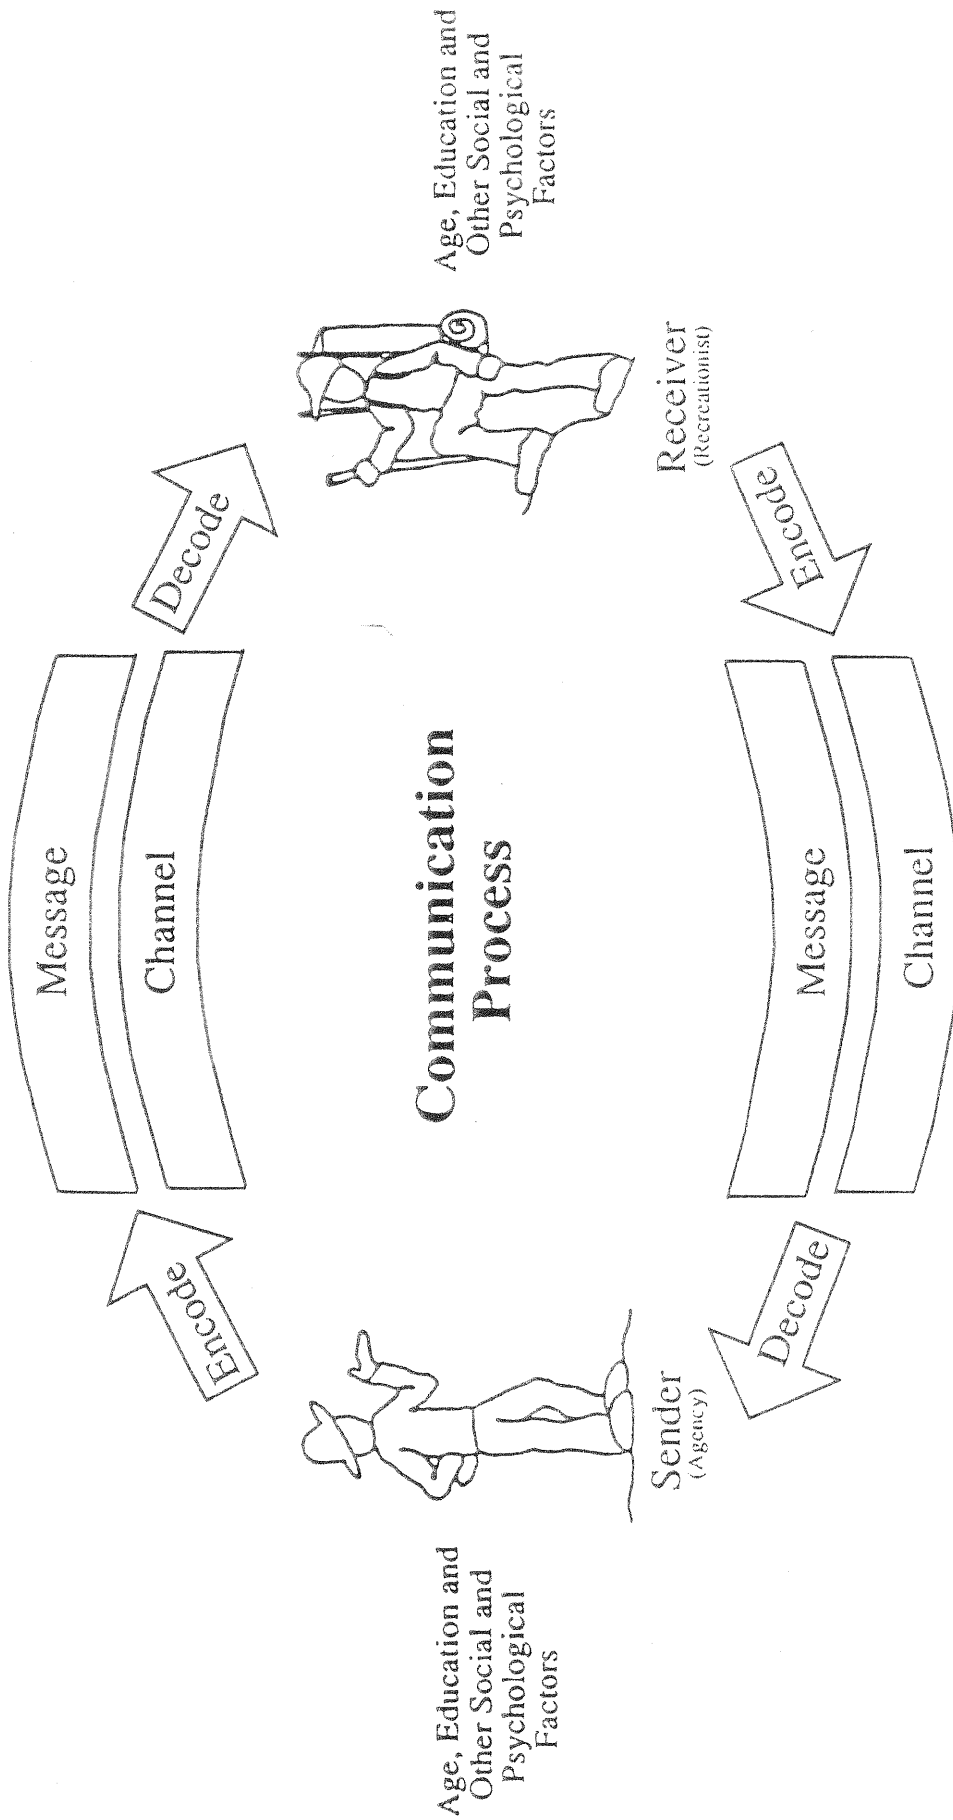 Message
Channel
Encode
Decode
Age, Education and
Other Social and
Psychological
Factors
Sender
(Agency)
Communication
Process
Receiver
(Recreationist)
Age, Education and
Other Social and
Psychological
Factors
Decode
Encode
Message
Channel